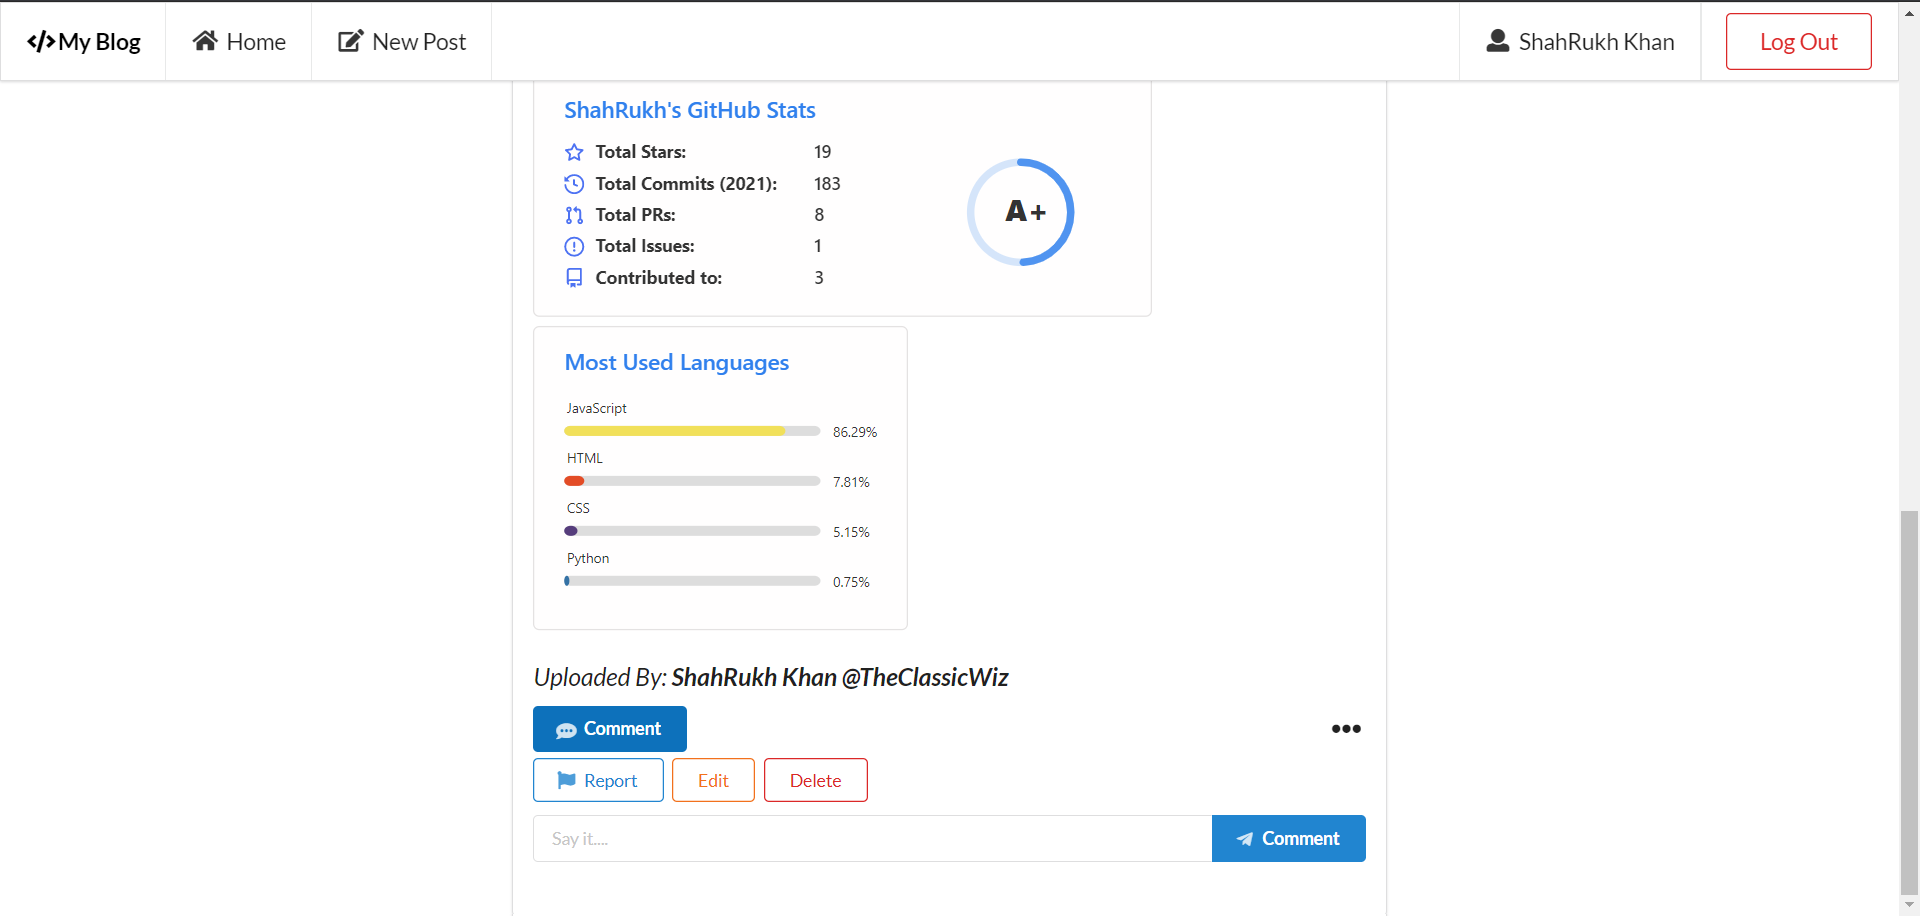 </>My Blog Home New Post ShahRukh Khan Log Out
ShahRukh's GitHub Stats
Total Stars: 19
Total Commits (2021): 183
Total PRs: 8
Total Issues: 1
Contributed to: 3
A+
Most Used Languages
JavaScript
86.29%
HTML
7.81%
CSS
5.15%
Python
0.75%
Uploaded By: ShahRukh Khan @TheClassicWiz
Comment
Report Edit Delete
Say it.... Comment